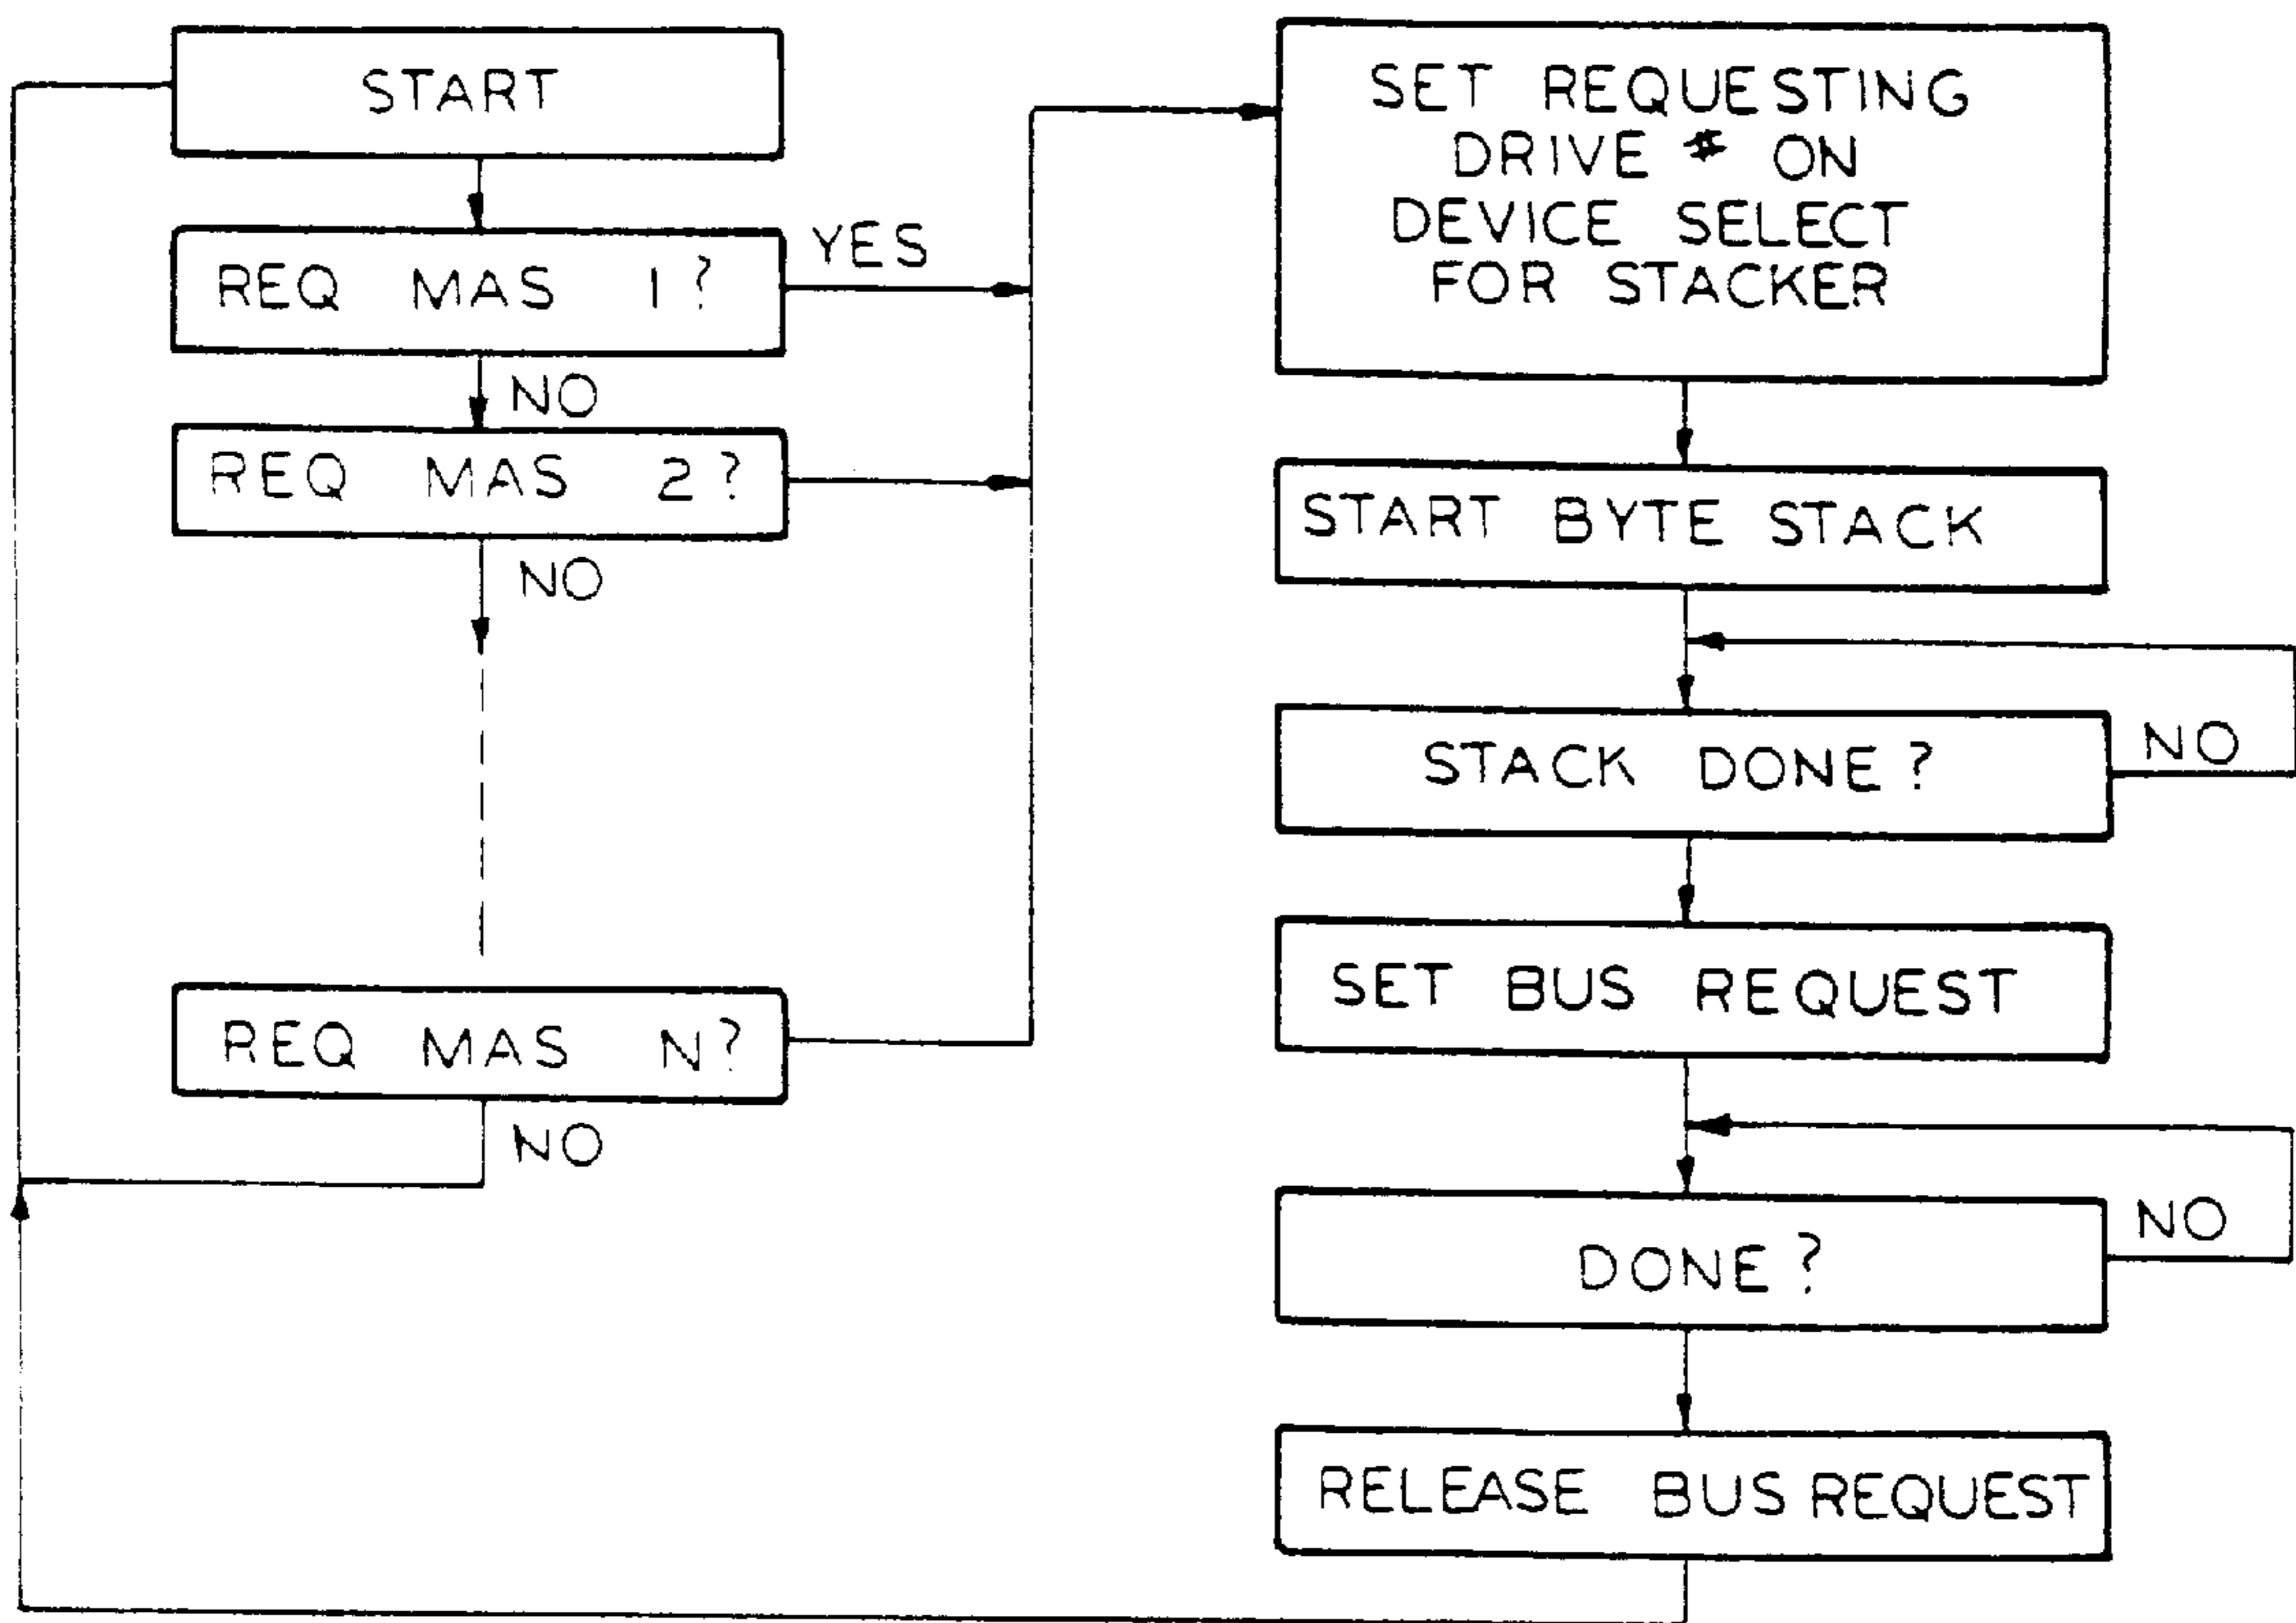 START
REQ MAS 1?
YES
NO
REQ MAS 2?
NO
REQ MAS N?
NO
SET REQUESTING
DRIVE # ON
DEVICE SELECT
FOR STACKER
START BYTE STACK
STACK DONE?
NO
SET BUS REQUEST
DONE?
NO
RELEASE BUS REQUEST